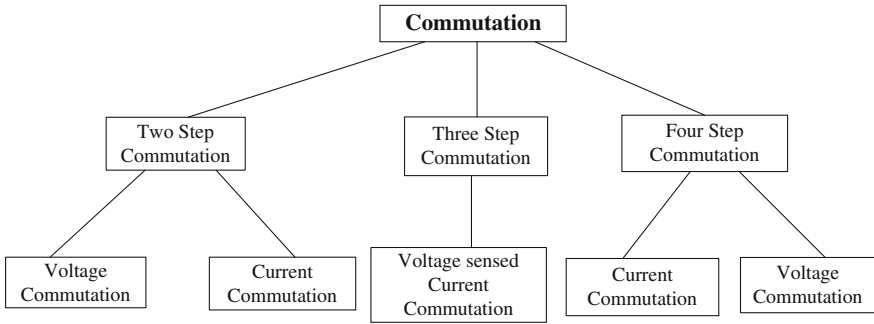 Commutation
Two Step
Commutation
Three Step
Commutation
Four Step
Commutation
Voltage
Commutation
Current
Commutation
Voltage sensed
Current
Commutation
Current
Commutation
Voltage
Commutation